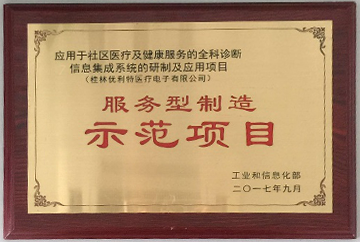 应用于社区医疗及健康服务的全科诊断
信息集成系统的研制及应用项目
（桂林优利特医疗电子有限公司）
服务型制造
示范项目
工业和信息化部
二〇一七年九月